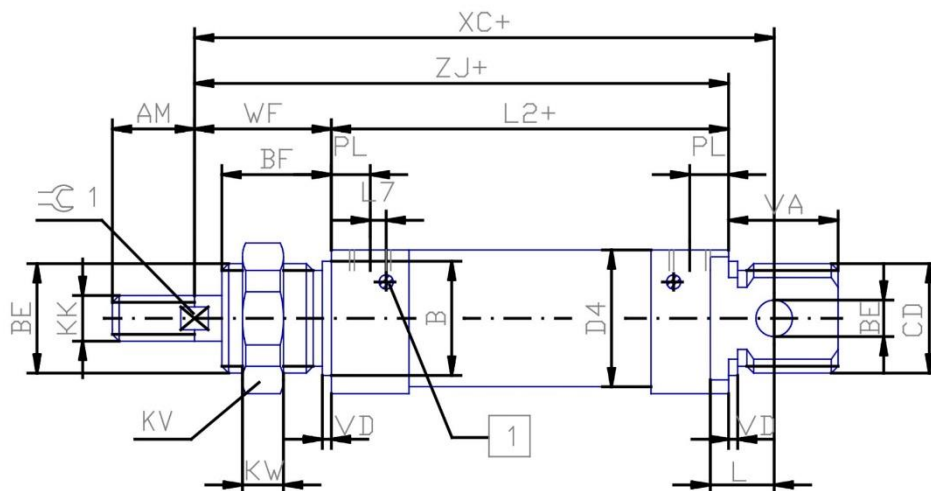 XC+
ZJ+
AM WF L2+
BF PL PL
L7 VA
1
BE KK B D4 BE CD
KV VD 1 VD
KW L